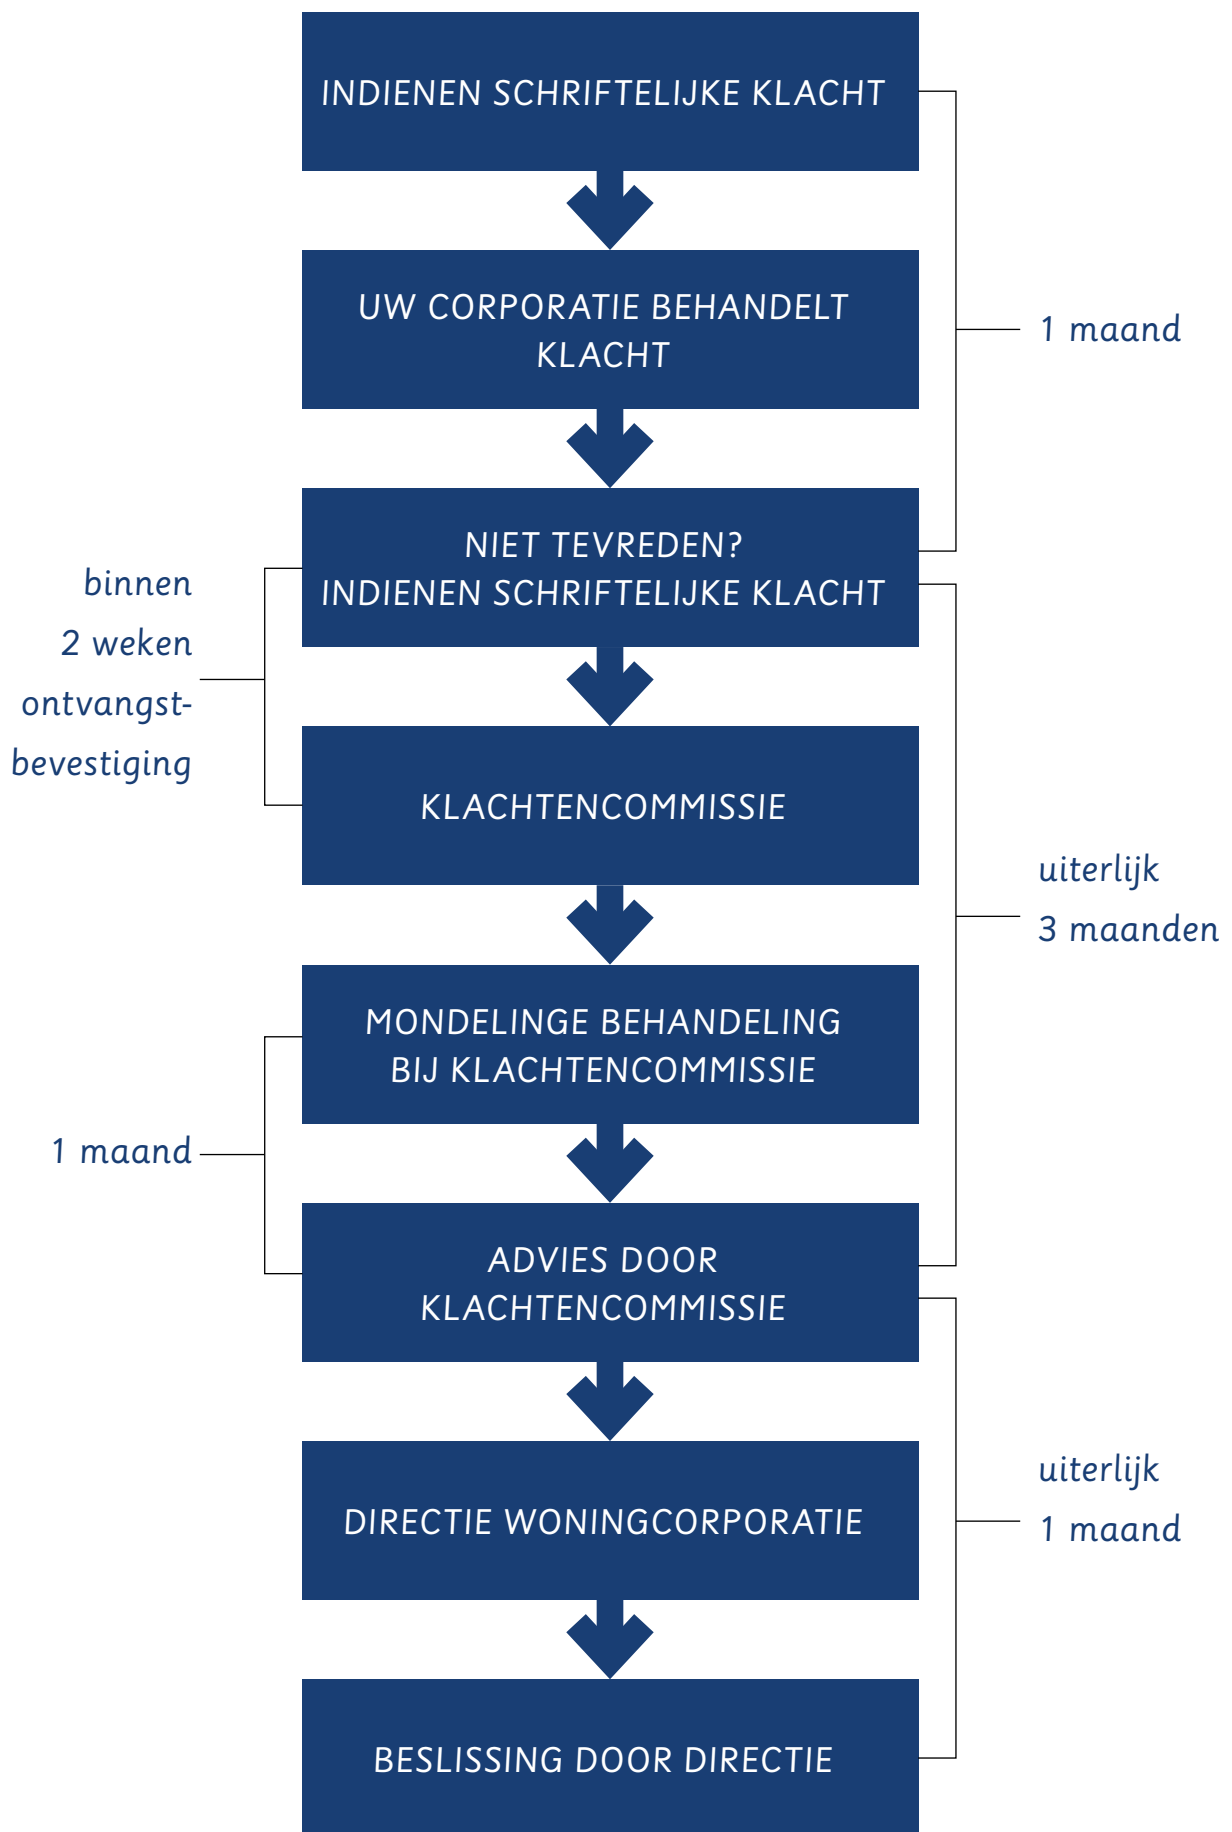 INDIENEN SCHRIFTELIJKE KLACHT
UW CORPORATIE BEHANDELT
KLACHT
1 maand
NIET TEVREDEN?
INDIENEN SCHRIFTELIJKE KLACHT
binnen
2 weken
ontvangst-
bevestiging
KLACHTENCOMMISSIE
uiterlijk
3 maanden
MONDELINGE BEHANDELING
BIJ KLACHTENCOMMISSIE
1 maand
ADVIES DOOR
KLACHTENCOMMISSIE
DIRECTIE WONINGCORPORATIE
uiterlijk
1 maand
BESLISSING DOOR DIRECTIE